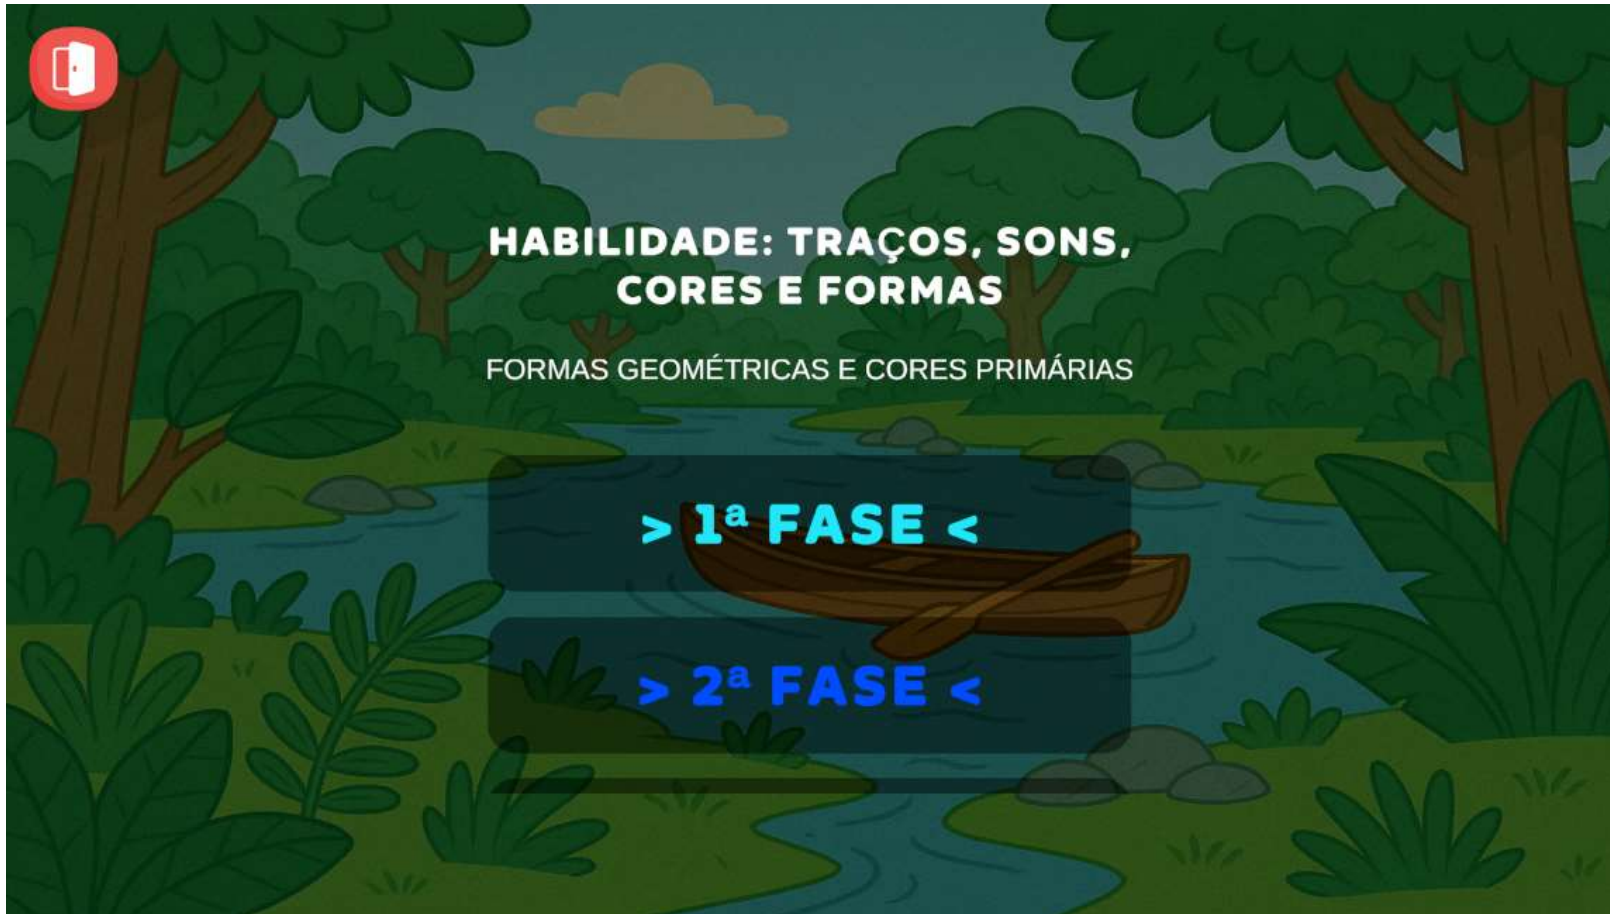 HABILIDADE: TRAÇOS, SONS,
CORES E FORMAS
FORMAS GEOMÉTRICAS E CORES PRIMÁRIAS
> 1ª FASE <
> 2ª FASE <